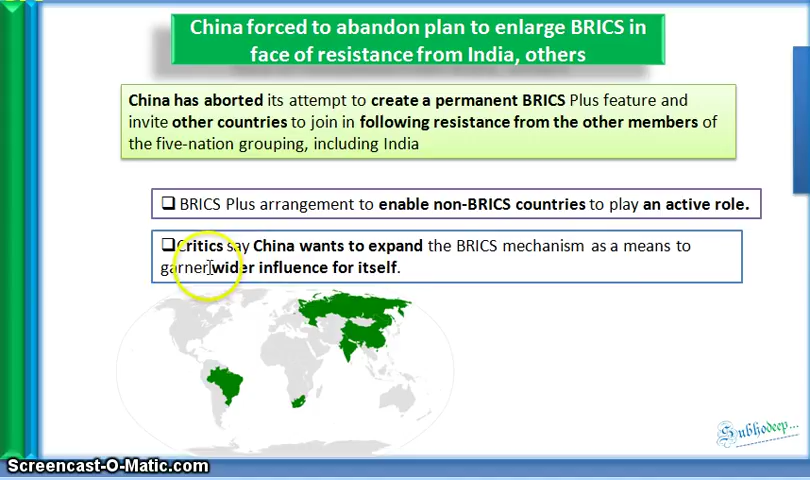 China forced to abandon plan to enlarge BRICS in
face of resistance from India, others
China has aborted its attempt to create a permanent BRICS Plus feature and
invite other countries to join in following resistance from the other members of
the five-nation grouping, including India
BRICS Plus arrangement to enable non-BRICS countries to play an active role.
Critics say China wants to expand the BRICS mechanism as a means to
garner wider influence for itself.
Subhodeep...
Screencast-O-Matic.com